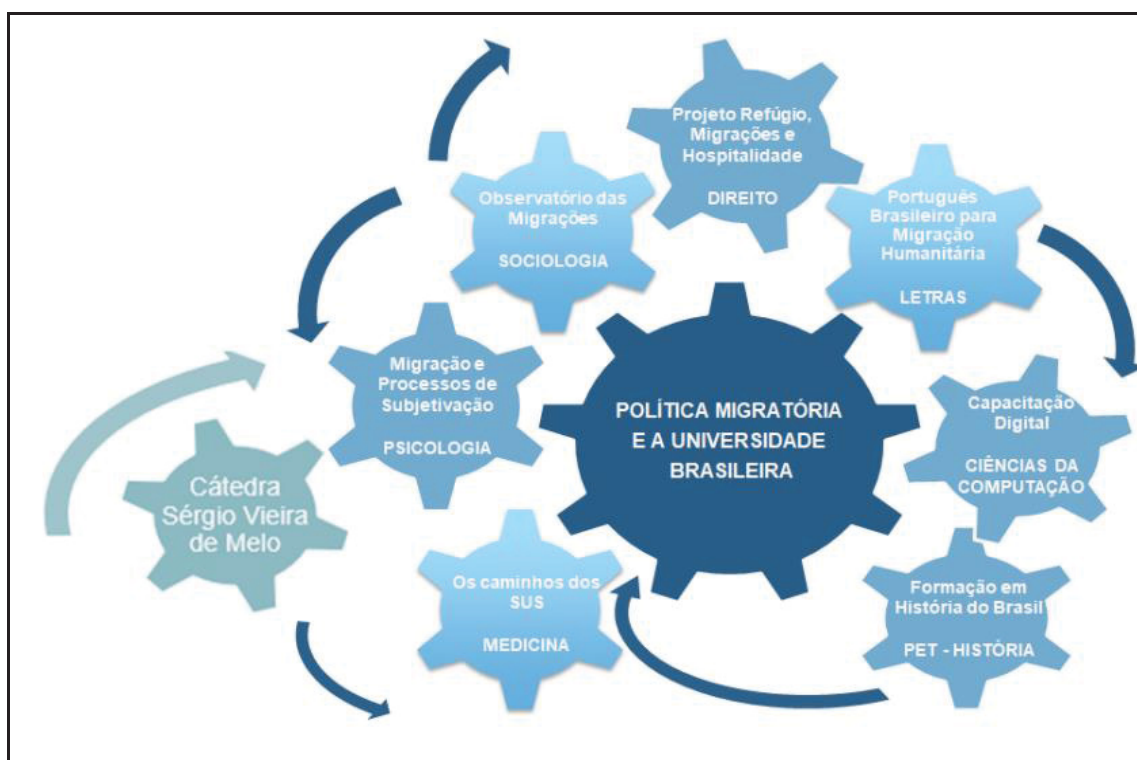 Projeto Refúgio,
Migrações e
Hospitalidade
DIREITO
Observatório das
Migrações
SOCIOLOGIA
Português
Brasileiro para
Migração
Humanitária
LETRAS
Migração e
Processos de
Subjetivação
PSICOLOGIA
POLÍTICA MIGRATÓRIA
E A UNIVERSIDADE
BRASILEIRA
Capacitação
Digital
CIÊNCIAS DA
COMPUTAÇÃO
Cátedra
Sérgio Vieira
de Melo
Os caminhos dos
SUS
MEDICINA
Formação em
História do Brasil
PET - HISTÓRIA